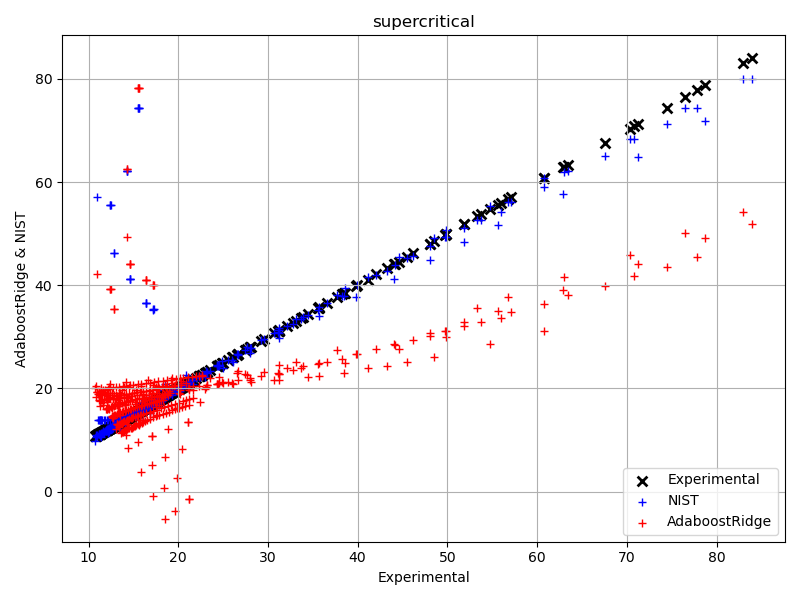 supercritical
AdaboostRidge & NIST
80
60
40
20
0
10
20
30
40
50
60
70
80
Experimental
Experimental
NIST
AdaboostRidge